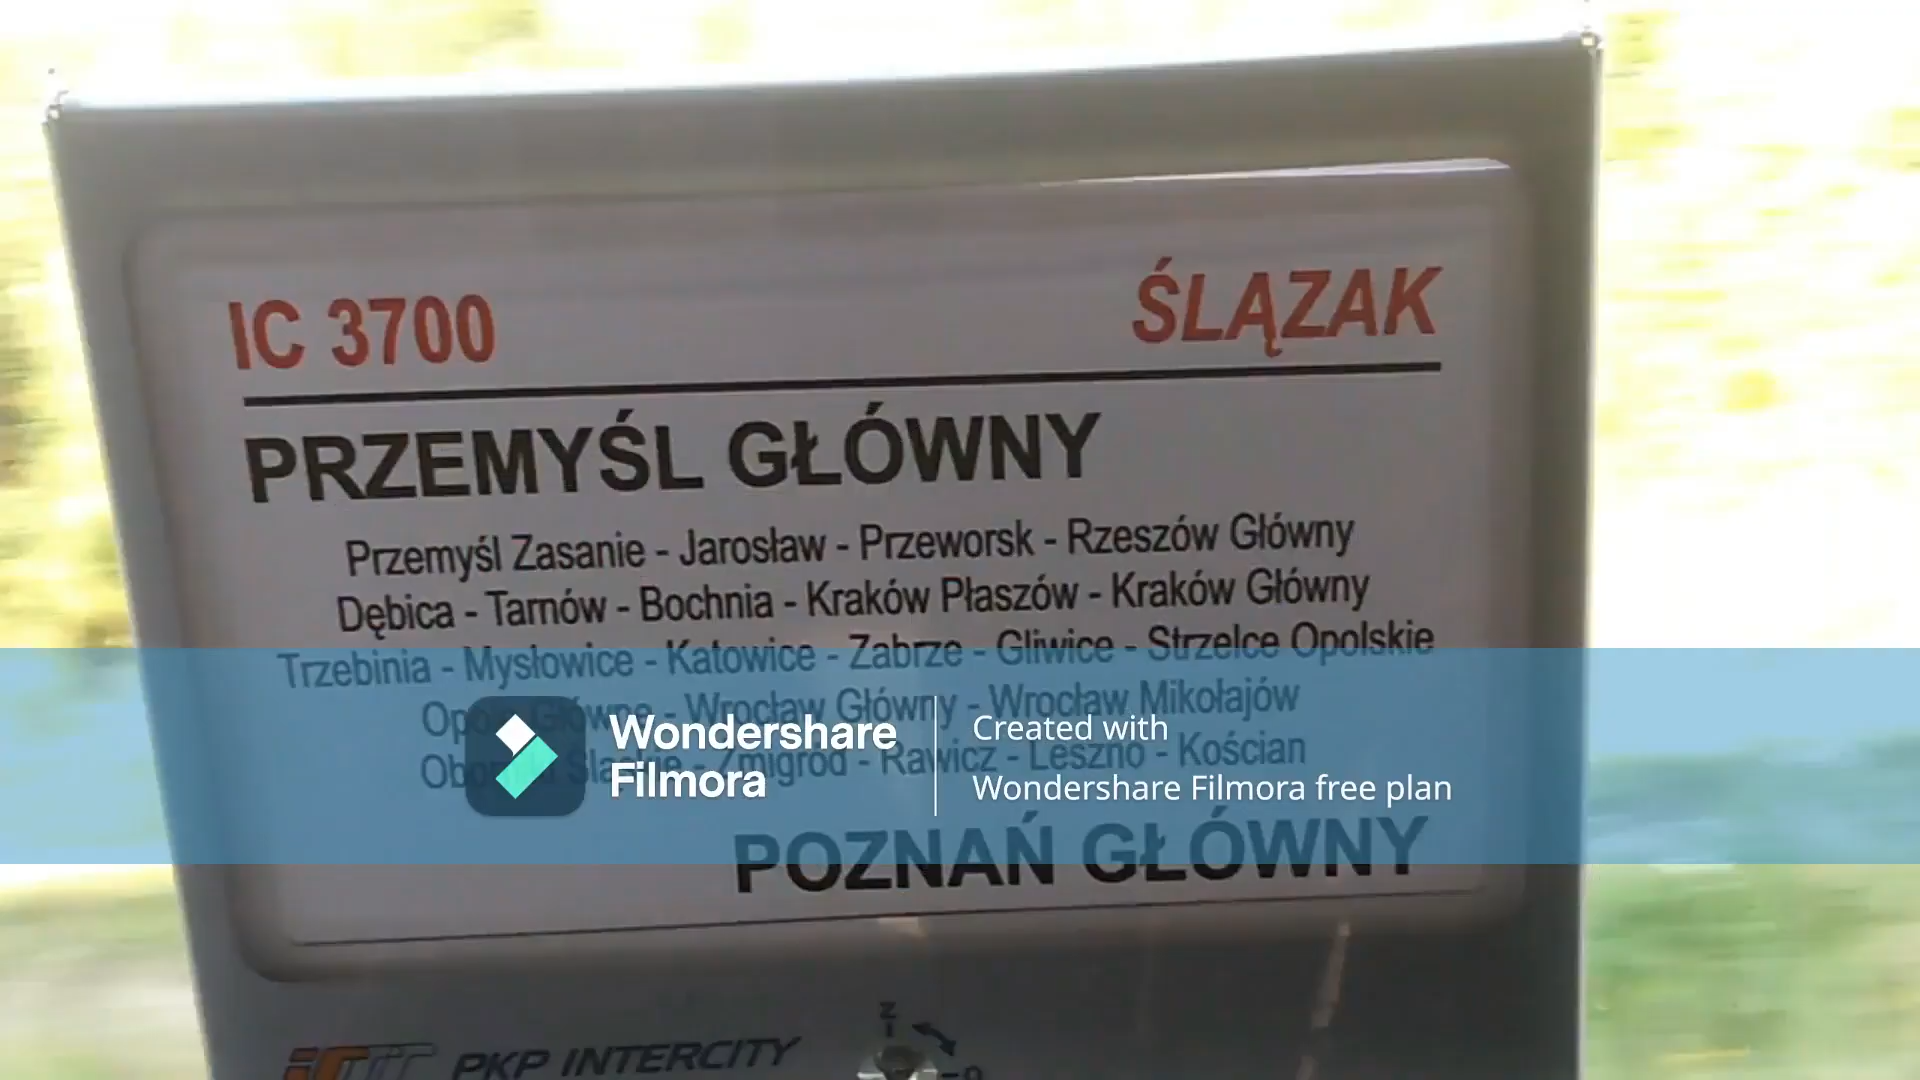 IC 3700 ŚLĄZAK
PRZEMYŚL GŁÓWNY
Przemyśl Zasanie - Jarosław - Przeworsk - Rzeszów Główny
Dębica - Tarnów - Bochnia - Kraków Płaszów - Kraków Główny
Trzebinia - Mysłowice - Katowice - Zabrze - Gliwice - Strzelce Opolskie
- Wrocław Główny - Wrocław Mikołajów
- Żmigród - Rawicz - Leszno - Kościan
Wondershare
Filmora
Created with
Wondershare Filmora free plan
POZNAŃ GŁÓWNY
PKP INTERCITY
Z
O